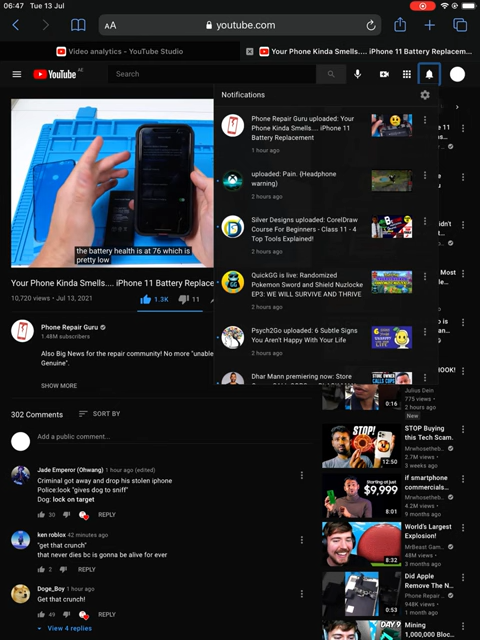 06:47 Tue 13 Jul
AA youtube.com
Video analytics - YouTube Studio
Your Phone Kinda Smells.... iPhone 11 Battery Replacem...
YouTube AE
Search
Notifications
Phone Repair Guru uploaded: Your
Phone Kinda Smells.... iPhone 11
Battery Replacement
1 hour ago
uploaded: Pain. {Headphone
warning}
2 hours ago
Silver Designs uploaded: CorelDraw
Course For Beginners - Class 11 - 4
Top Tools Explained!
2 hours ago
QuickGG is live: Randomized
Pokemon Sword and Shield Nuzlocke
EP3: WE WILL SURVIVE AND THRIVE
2 hours ago
Psych2Go uploaded: 6 Subtle Signs
You Aren't Happy With Your Life
2 hours ago
Dhar Mann premiering now: Store
the battery health is at 76 which is
pretty low
Your Phone Kinda Smells.... iPhone 11 Battery Replace
10,720 views • Jul 13, 2021
1.3K 11
Phone Repair Guru
1.48M subscribers
Also Big News for the repair community! No more "unable
Genuine".
SHOW MORE
302 Comments SORT BY
Add a public comment...
Jade Emperor (Ohwang) 1 hour ago (edited)
Criminal got away and drop his stolen iphone
Police:look "gives dog to sniff"
Dog: lock on target
30 REPLY
ken roblox 42 minutes ago
"get that crunch"
that never dies bc is gonna be alive for ever
2 REPLY
Doge_Boy 1 hour ago
Get that crunch!
49 REPLY
View 4 replies
Julius Dein
775 views •
2 hours ago
New
0:16
STOP!
12:50
STOP Buying
this Tech Scam.
Mrwhosetheb...
2.7M views •
3 weeks ago
Starting at just
$9,999
8:01
if smartphone
commercials...
Mrwhosetheb...
4.2M views •
9 months ago
8:32
World's Largest
Explosion!
MrBeast Gam...
48M views •
3 months ago
0:53
Did Apple
Remove The N...
Phone Repair ...
948K views •
1 month ago
DAY 9
Mining
1,000,000 Bloc...